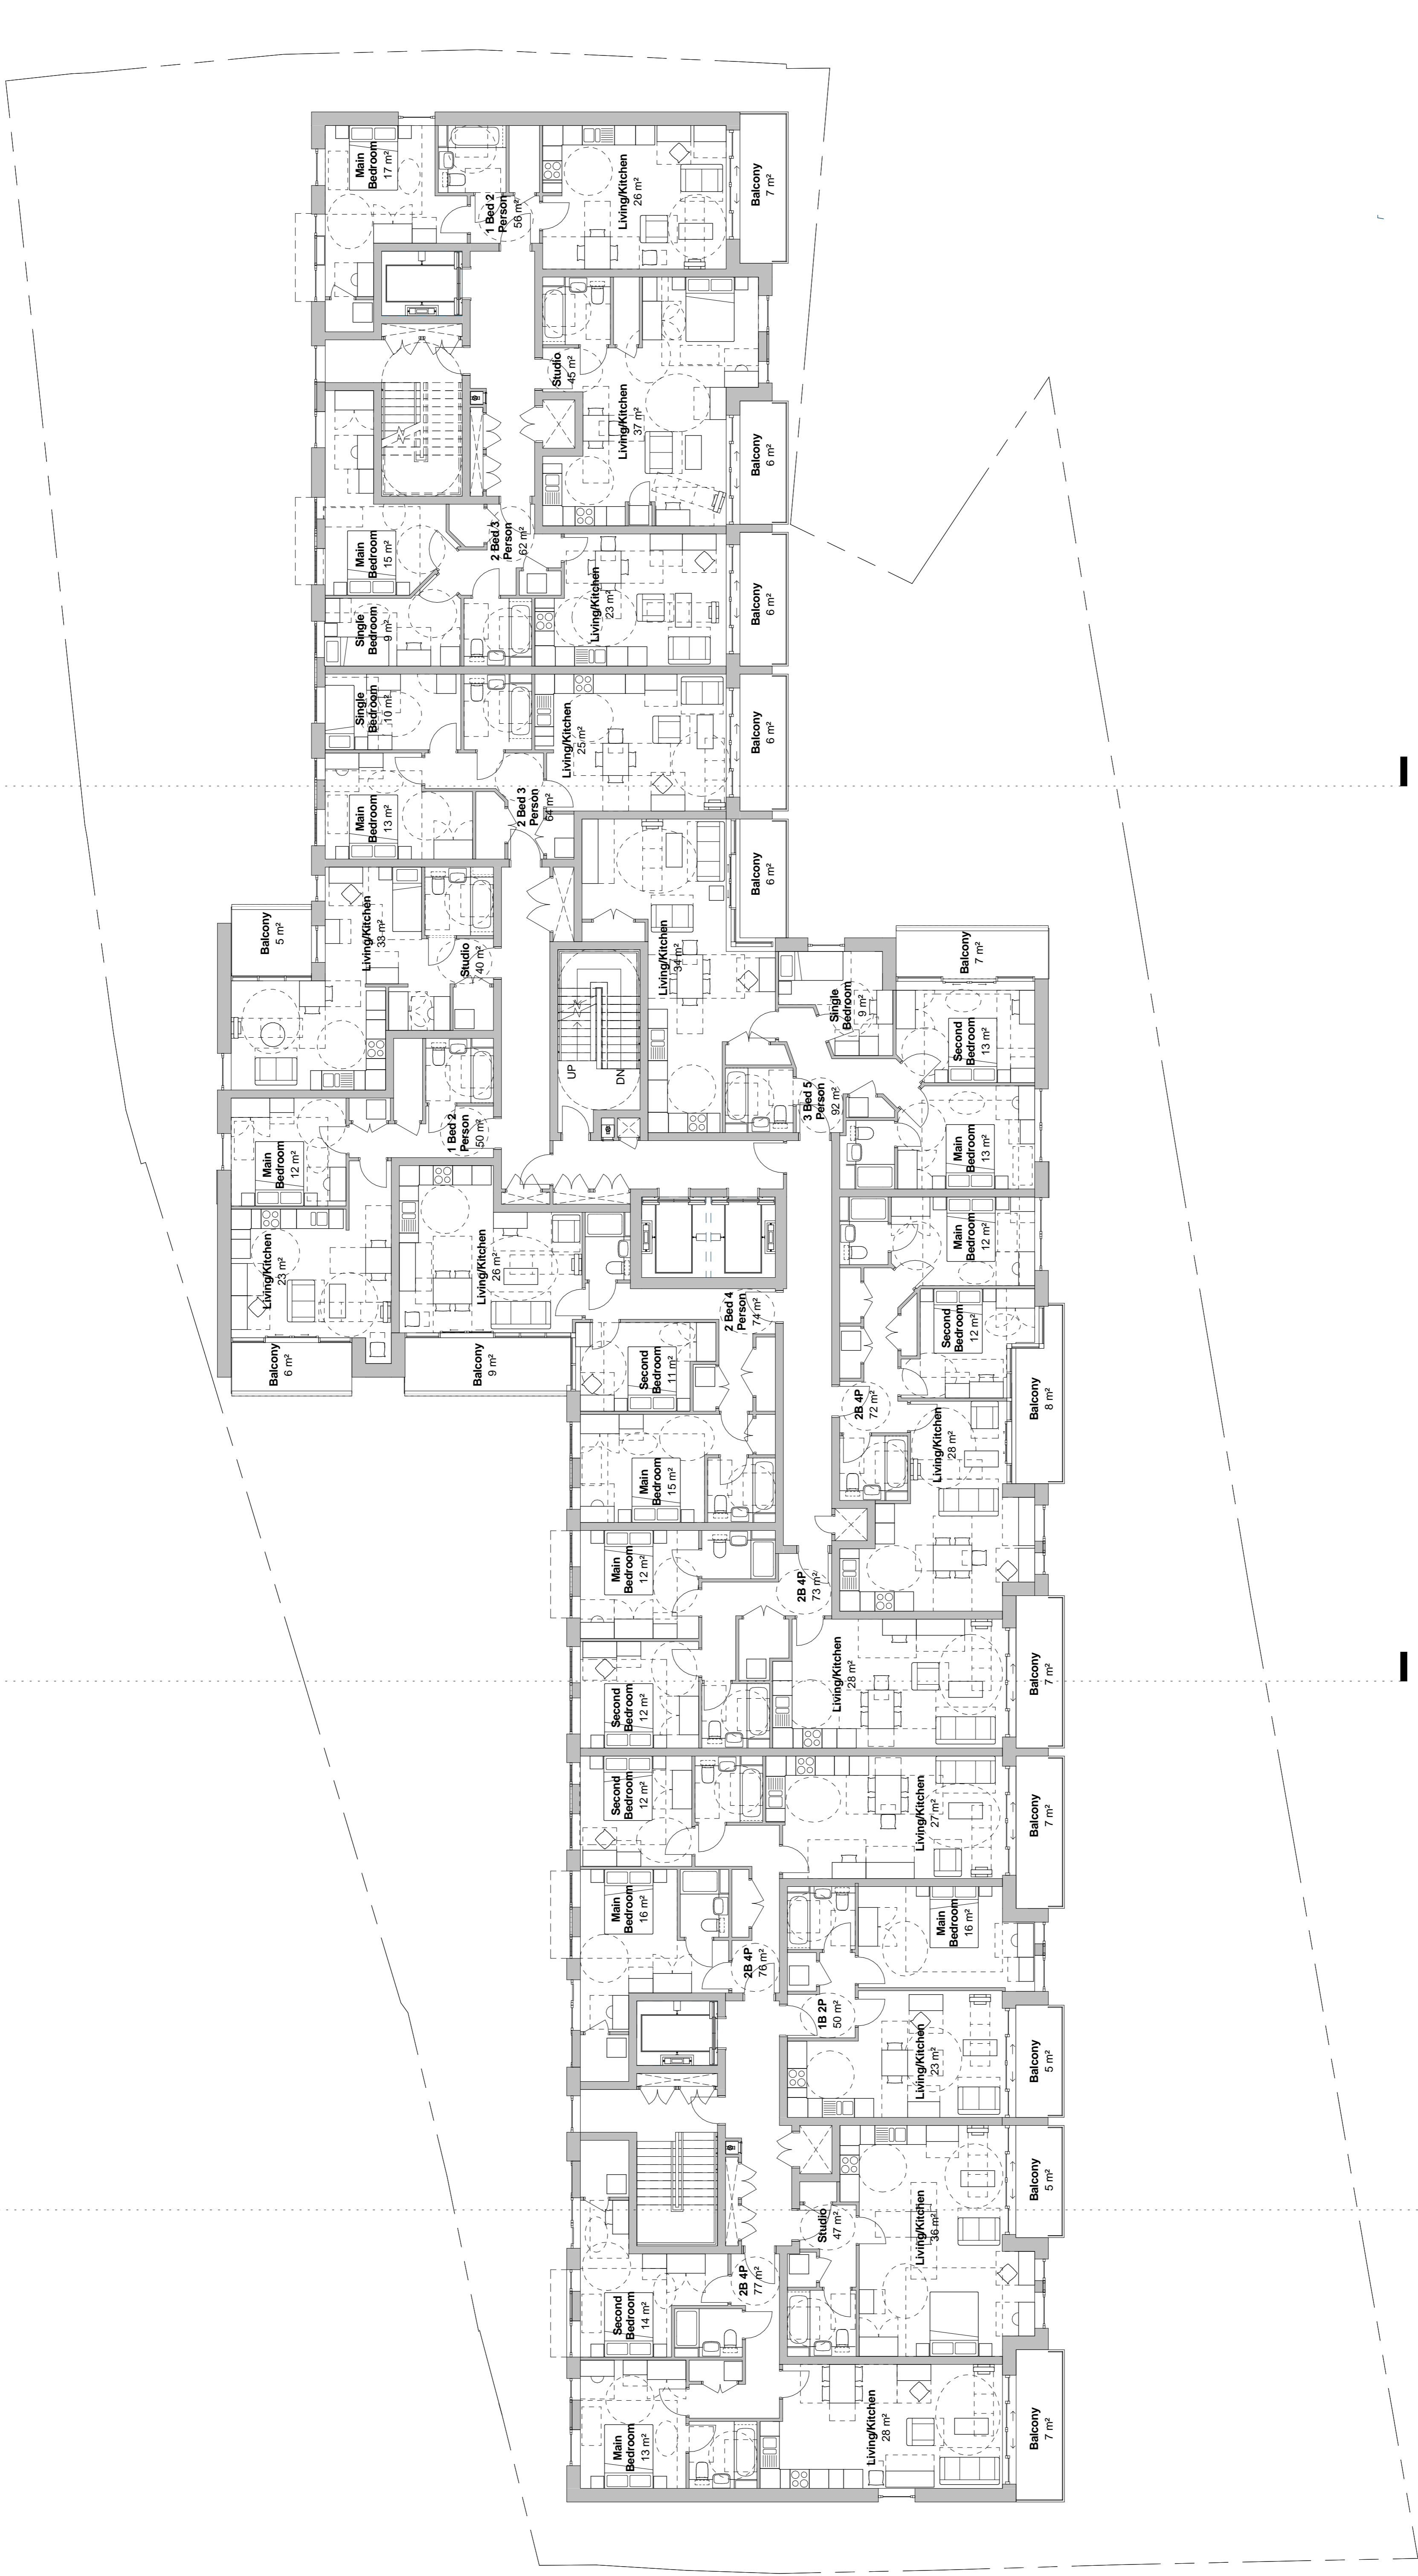 Main
Bedroom
17 m²
1 Bed 2
Person
56 m²
Living/Kitchen
26 m²
Balcony
7 m²
Studio
45 m²
Living/Kitchen
37 m²
Balcony
6 m²
Main
Bedroom
15 m²
2 Bed 3
Person
62 m²
Living/Kitchen
23 m²
Balcony
6 m²
Single
Bedroom
9 m²
Single
Bedroom
10 m²
Living/Kitchen
25 m²
Balcony
6 m²
Main
Bedroom
13 m²
2 Bed 3
Person
64 m²
Balcony
6 m²
Balcony
5 m²
Living/Kitchen
33 m²
Studio
40 m²
Living/Kitchen
34 m²
Single
Bedroom
9 m²
Balcony
7 m²
Second
Bedroom
13 m²
UP
DN
3 Bed 5
Person
92 m²
Main
Bedroom
13 m²
1 Bed 2
Person
50 m²
Main
Bedroom
12 m²
Main
Bedroom
12 m²
Living/Kitchen
23 m²
Living/Kitchen
26 m²
Balcony
6 m²
Balcony
9 m²
2 Bed 4
Person
74 m²
Second
Bedroom
11 m²
Second
Bedroom
12 m²
Balcony
8 m²
2B 4P
72 m²
Living/Kitchen
28 m²
Main
Bedroom
15 m²
Main
Bedroom
12 m²
2B 4P
73 m²
Living/Kitchen
28 m²
Balcony
7 m²
Second
Bedroom
12 m²
Second
Bedroom
12 m²
Living/Kitchen
27 m²
Balcony
7 m²
Main
Bedroom
16 m²
Main
Bedroom
16 m²
2B 4P
76 m²
1B 2P
50 m²
Living/Kitchen
23 m²
Balcony
5 m²
Balcony
5 m²
Studio
47 m²
Living/Kitchen
36 m²
2B 4P
77 m²
Second
Bedroom
14 m²
Main
Bedroom
13 m²
Living/Kitchen
28 m²
Balcony
7 m²